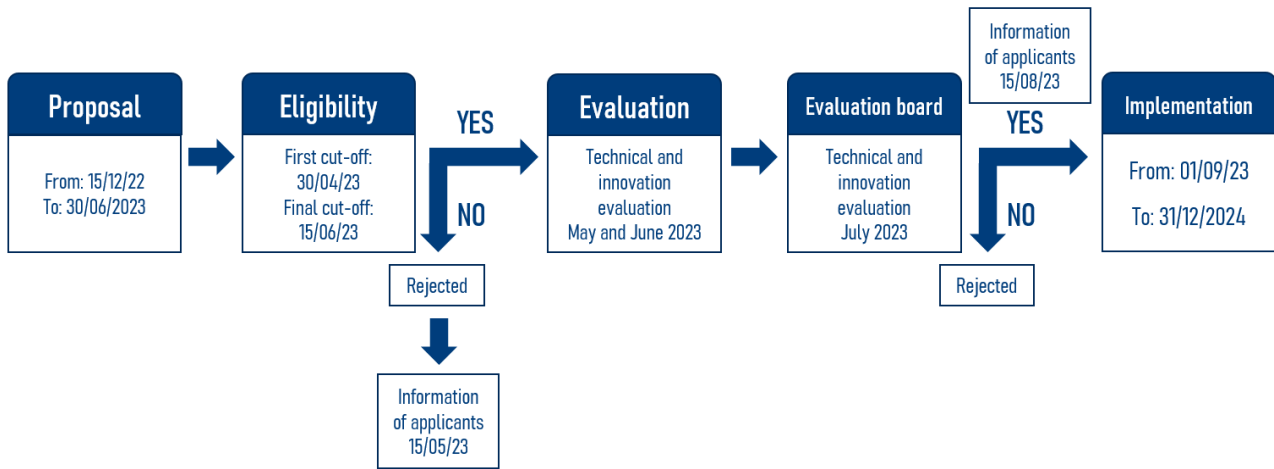 Proposal
From: 15/12/22
To: 30/06/2023
Eligibility
First cut-off:
30/04/23
Final cut-off:
15/06/23
YES
NO
Rejected
Information
of applicants
15/05/23
Evaluation
Technical and
innovation
evaluation
May and June 2023
Evaluation board
Technical and
innovation
evaluation
July 2023
Information
of applicants
15/08/23
YES
NO
Rejected
Implementation
From: 01/09/23
To: 31/12/2024